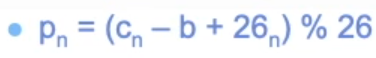 • pₙ = (cₙ – b + 26ₙ) % 26